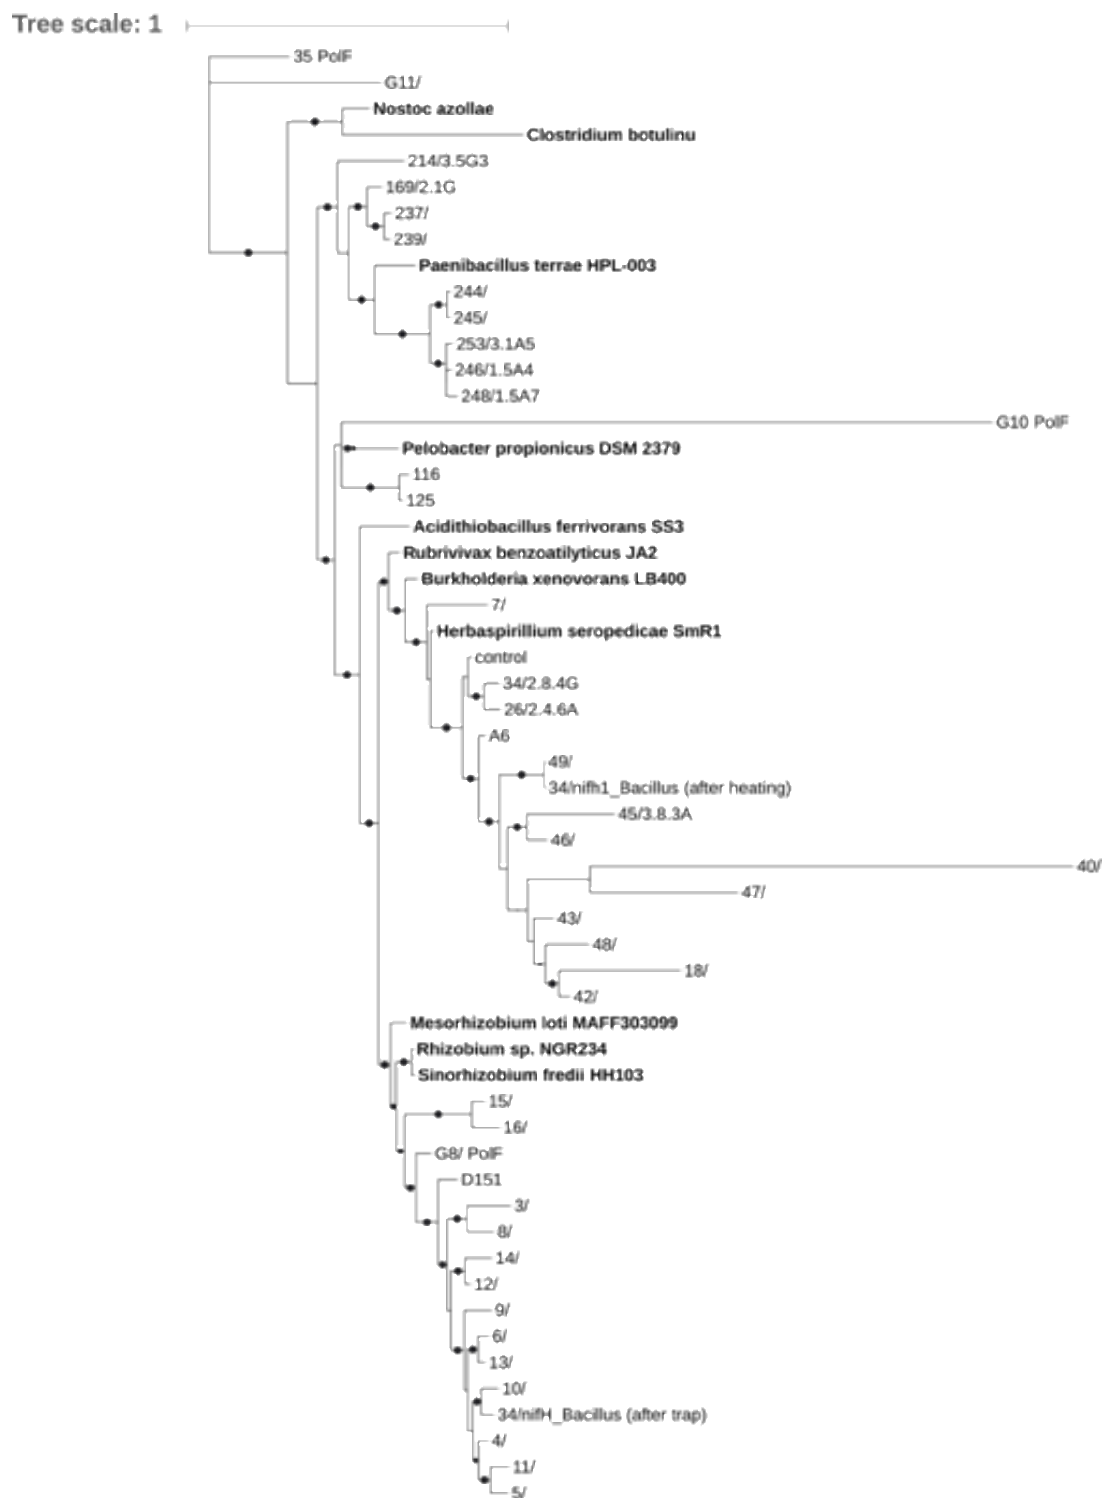 Tree scale: 1
35 PolF
G11/
Nostoc azollae
Clostridium botulinu
214/3.5G3
169/2.1G
237/
239/
Paenibacillus terrae HPL-003
244/
245/
253/3.1A5
246/1.5A4
248/1.5A7
G10 PolF
Pelobacter propionicus DSM 2379
116
125
Acidithiobacillus ferrivorans SS3
Rubrivivax benzoatilyticus JA2
Burkholderia xenovorans LB400
7/
Herbaspirillium seropedicae SmR1
control
34/2.8.4G
26/2.4.6A
A6
49/
34/nifh1_Bacillus (after heating)
45/3.8.3A
46/
40/
47/
43/
48/
18/
42/
Mesorhizobium loti MAFF303099
Rhizobium sp. NGR234
Sinorhizobium fredii HH103
15/
16/
G8/ PolF
D151
3/
8/
14/
12/
9/
6/
13/
10/
34/nifH_Bacillus (after trap)
4/
11/
5/